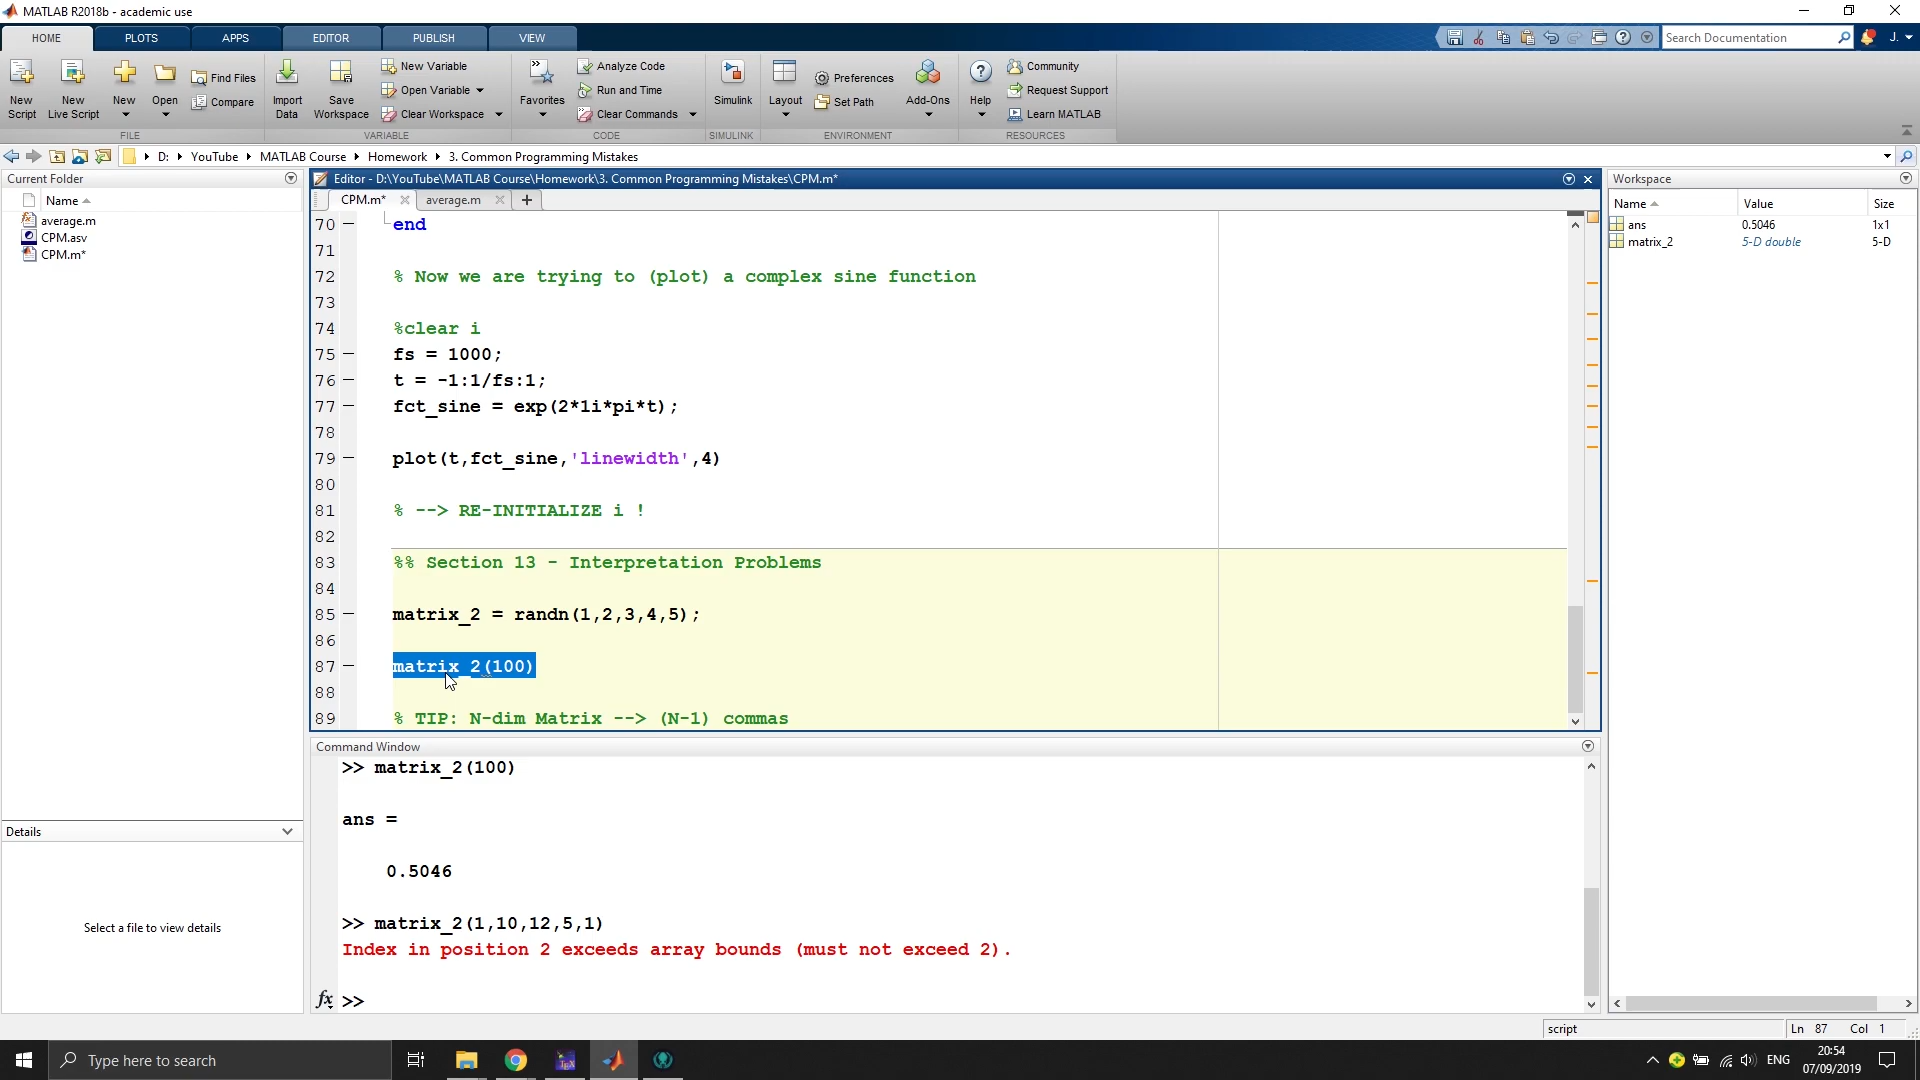 MATLAB R2018b - academic use
HOME PLOTS APPS EDITOR PUBLISH VIEW Search Documentation J.
New Script New Live Script New Open Find Files Compare
Import Data Save Workspace New Variable Open Variable Clear Workspace
Favorites Analyze Code Run and Time Clear Commands
Simulink Layout Preferences Set Path Add-Ons
Help Community Request Support Learn MATLAB
FILE VARIABLE CODE SIMULINK ENVIRONMENT RESOURCES
D: YouTube MATLAB Course Homework 3. Common Programming Mistakes
Current Folder
Name
average.m
CPM.asv
CPM.m*
Details
Select a file to view details
Editor - D:\YouTube\MATLAB Course\Homework\3. Common Programming Mistakes\CPM.m*
CPM.m* average.m
70 end
71
72 % Now we are trying to (plot) a complex sine function
73
74 %clear i
75 fs = 1000;
76 t = -1:1/fs:1;
77 fct_sine = exp(2*1i*pi*t);
78
79 plot(t,fct_sine,'linewidth',4)
80
81 % --> RE-INITIALIZE i !
82
83 %% Section 13 - Interpretation Problems
84
85 matrix_2 = randn(1,2,3,4,5);
86
87 matrix_2(100)
88
89 % TIP: N-dim Matrix --> (N-1) commas
Command Window
>> matrix_2(100)
ans =
0.5046
>> matrix_2(1,10,12,5,1)
Index in position 2 exceeds array bounds (must not exceed 2).
fx >>
Workspace
Name Value Size
ans 0.5046 1x1
matrix_2 5-D double 5-D
script Ln 87 Col 1
Type here to search
ENG
20:54
07/09/2019